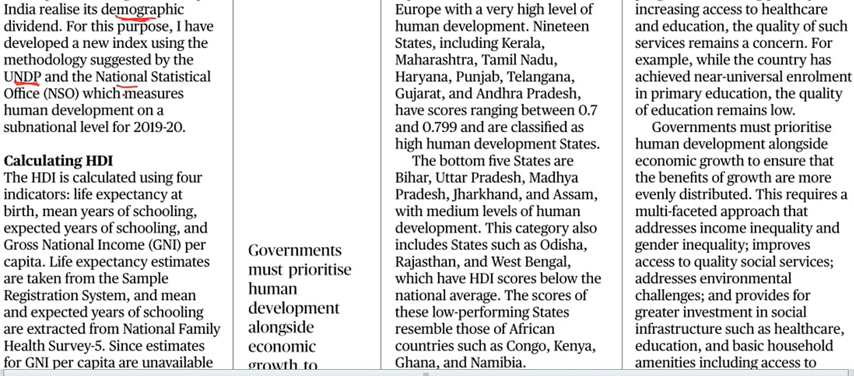 India realise its demographic
dividend. For this purpose, I have
developed a new index using the
methodology suggested by the
UNDP and the National Statistical
Office (NSO) which measures
human development on a
subnational level for 2019-20.
Calculating HDI
The HDI is calculated using four
indicators: life expectancy at
birth, mean years of schooling,
expected years of schooling, and
Gross National Income (GNI) per
capita. Life expectancy estimates
are taken from the Sample
Registration System, and mean
and expected years of schooling
are extracted from National Family
Health Survey-5. Since estimates
for GNI per capita are unavailable
Governments
must prioritise
human
development
alongside
economic
growth to
Europe with a very high level of
human development. Nineteen
States, including Kerala,
Maharashtra, Tamil Nadu,
Haryana, Punjab, Telangana,
Gujarat, and Andhra Pradesh,
have scores ranging between 0.7
and 0.799 and are classified as
high human development States.
The bottom five States are
Bihar, Uttar Pradesh, Madhya
Pradesh, Jharkhand, and Assam,
with medium levels of human
development. This category also
includes States such as Odisha,
Rajasthan, and West Bengal,
which have HDI scores below the
national average. The scores of
these low-performing States
resemble those of African
countries such as Congo, Kenya,
Ghana, and Namibia.
increasing access to healthcare
and education, the quality of such
services remains a concern. For
example, while the country has
achieved near-universal enrolment
in primary education, the quality
of education remains low.
Governments must prioritise
human development alongside
economic growth to ensure that
the benefits of growth are more
evenly distributed. This requires a
multi-faceted approach that
addresses income inequality and
gender inequality; improves
access to quality social services;
addresses environmental
challenges; and provides for
greater investment in social
infrastructure such as healthcare,
education, and basic household
amenities including access to